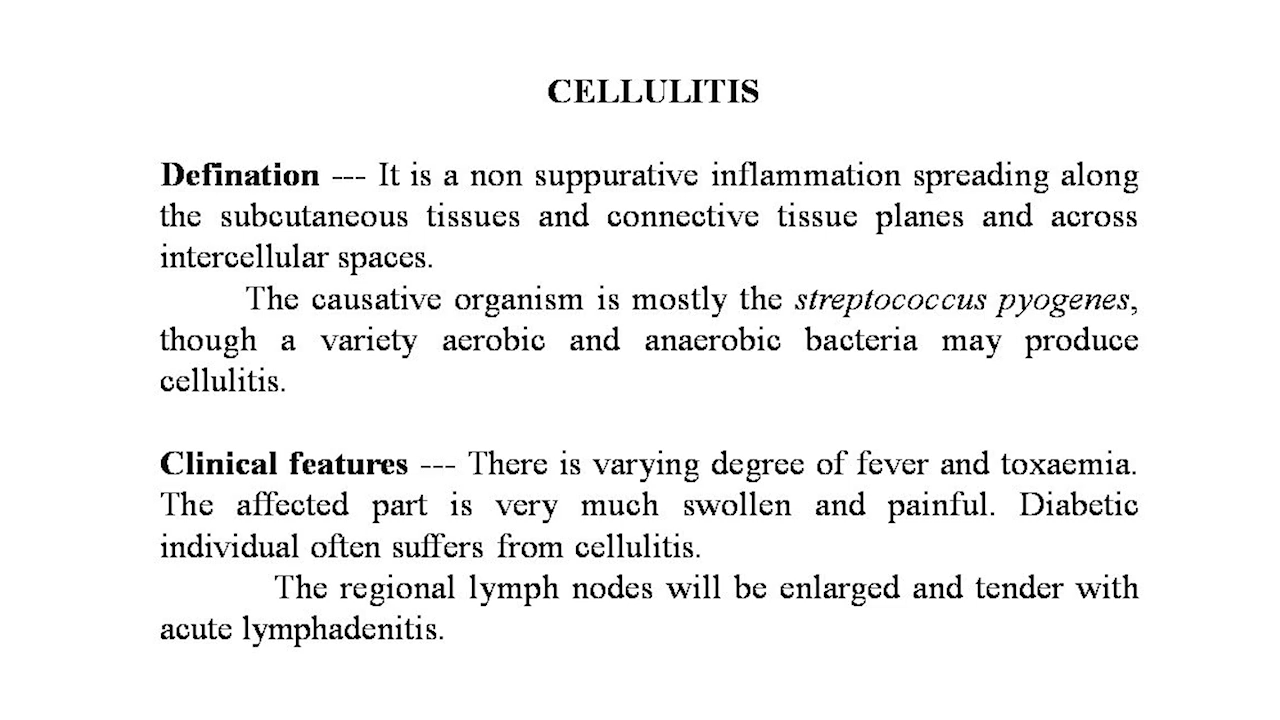 CELLULITIS
Defination --- It is a non suppurative inflammation spreading along
the subcutaneous tissues and connective tissue planes and across
intercellular spaces.
The causative organism is mostly the streptococcus pyogenes,
though a variety aerobic and anaerobic bacteria may produce
cellulitis.
Clinical features --- There is varying degree of fever and toxaemia.
The affected part is very much swollen and painful. Diabetic
individual often suffers from cellulitis.
The regional lymph nodes will be enlarged and tender with
acute lymphadenitis.